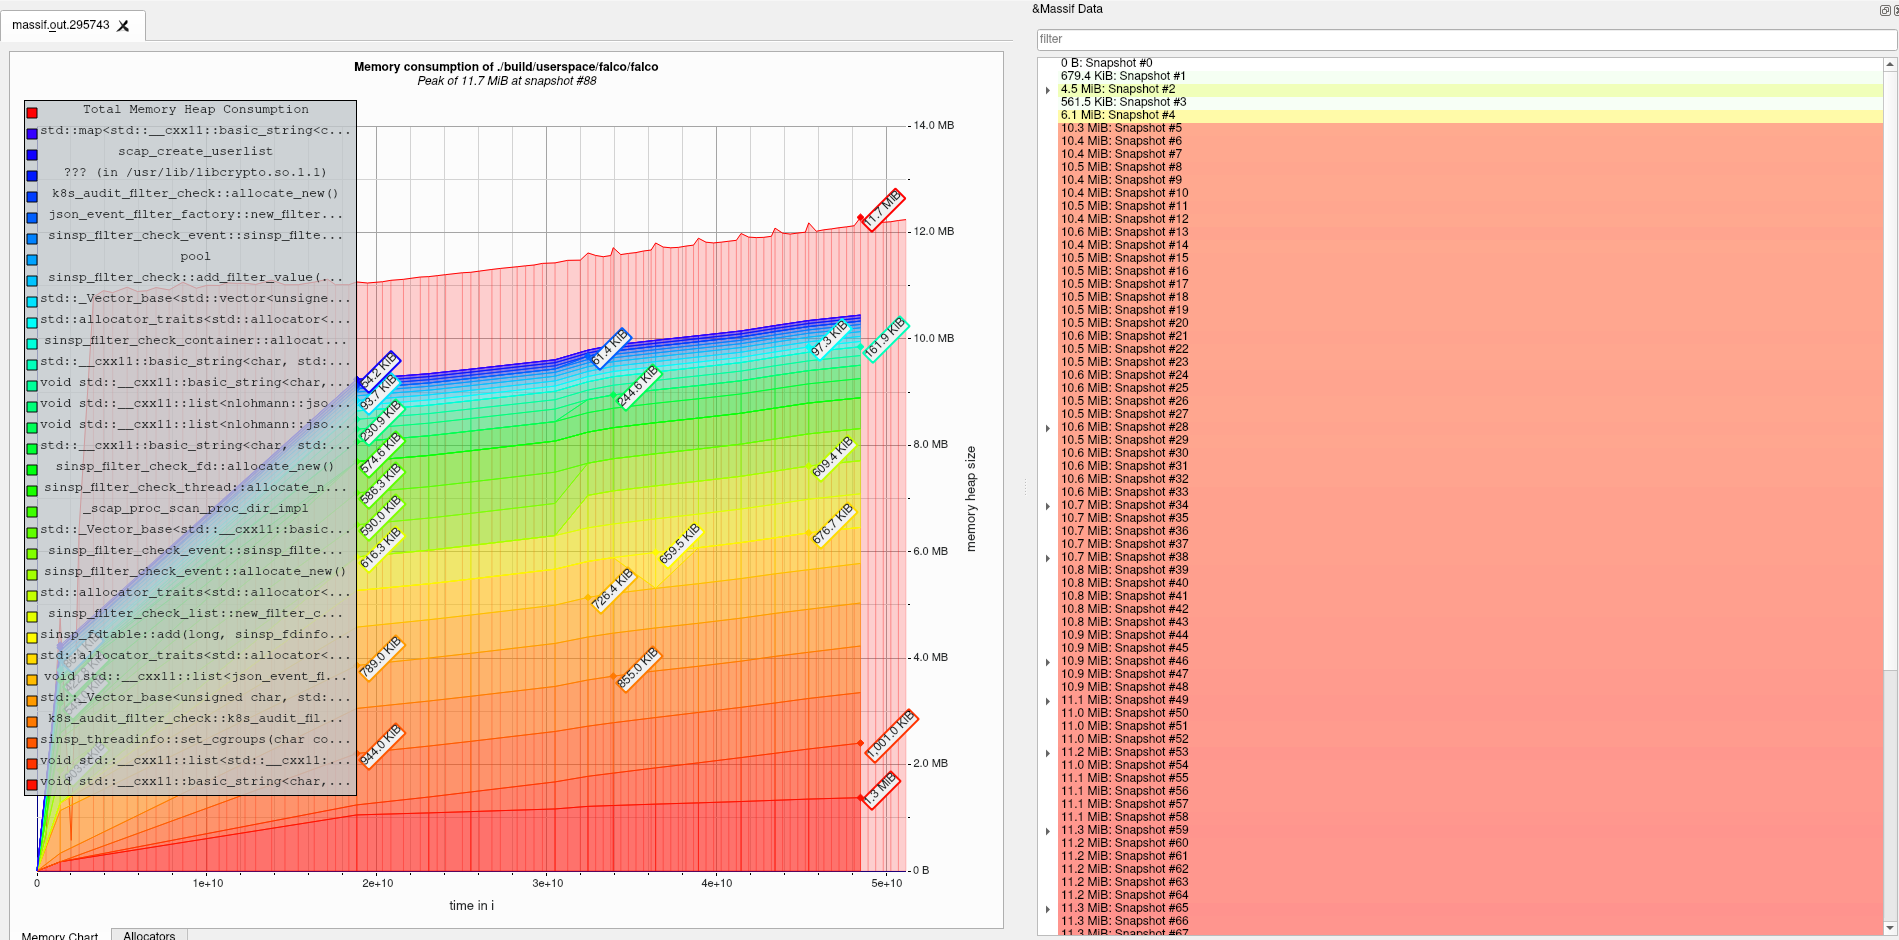 massif.out.295743
Memory consumption of ./build/userspace/falco/falco
Peak of 11.7 MiB at snapshot #88
Total Memory Heap Consumption
std::map<std::__cxx11::basic_string<c...
scap_create_userlist
??? (in /usr/lib/libcrypto.so.1.1)
k8s_audit_filter_check::allocate_new()
json_event_filter_factory::new_filter...
sinsp_filter_check_event::sinsp_filte...
pool
sinsp_filter_check::add_filter_value(...
std::_Vector_base<std::vector<unsigne...
std::allocator_traits<std::allocator<...
sinsp_filter_check_container::allocat...
std::__cxx11::basic_string<char, std:...
void std::__cxx11::basic_string<char,...
void std::__cxx11::list<nlohmann::jso...
void std::__cxx11::list<nlohmann::jso...
std::__cxx11::basic_string<char, std:...
sinsp_filter_check_fd::allocate_new()
sinsp_filter_check_thread::allocate_n...
_scap_proc_scan_proc_dir_impl
std::_Vector_base<std::__cxx11::basic...
sinsp_filter_check_event::sinsp_filte...
sinsp_filter_check_event::allocate_new()
std::allocator_traits<std::allocator<...
sinsp_filter_check_list::new_filter_c...
sinsp_fdtable::add(long, sinsp_fdinfo...
std::allocator_traits<std::allocator<...
void std::__cxx11::list<json_event_fi...
std::_Vector_base<unsigned char, std:...
k8s_audit_filter_check::k8s_audit_fil...
sinsp_threadinfo::set_cgroups(char co...
void std::__cxx11::list<std::__cxx11:...
void std::__cxx11::basic_string<char,...
54.2 KiB
93.7 KiB
230.9 KiB
574.6 KiB
586.3 KiB
590.0 KiB
616.3 KiB
789.0 KiB
944.0 KiB
61.4 KiB
244.6 KiB
726.4 KiB
855.0 KiB
659.5 KiB
97.3 KiB
609.4 KiB
676.7 KiB
11.7 MiB
161.9 KiB
1,001.0 KiB
1.3 MiB
14.0 MB
12.0 MB
10.0 MB
8.0 MB
6.0 MB
4.0 MB
2.0 MB
0 B
memory heap size
0
1e+10
2e+10
3e+10
4e+10
5e+10
time in i
Memory Chart
Allocators
&Massif Data
filter
0 B: Snapshot #0
679.4 KiB: Snapshot #1
4.5 MiB: Snapshot #2
561.5 KiB: Snapshot #3
6.1 MiB: Snapshot #4
10.3 MiB: Snapshot #5
10.4 MiB: Snapshot #6
10.4 MiB: Snapshot #7
10.5 MiB: Snapshot #8
10.4 MiB: Snapshot #9
10.4 MiB: Snapshot #10
10.5 MiB: Snapshot #11
10.4 MiB: Snapshot #12
10.6 MiB: Snapshot #13
10.4 MiB: Snapshot #14
10.5 MiB: Snapshot #15
10.5 MiB: Snapshot #16
10.5 MiB: Snapshot #17
10.5 MiB: Snapshot #18
10.5 MiB: Snapshot #19
10.5 MiB: Snapshot #20
10.6 MiB: Snapshot #21
10.5 MiB: Snapshot #22
10.5 MiB: Snapshot #23
10.6 MiB: Snapshot #24
10.6 MiB: Snapshot #25
10.5 MiB: Snapshot #26
10.5 MiB: Snapshot #27
10.6 MiB: Snapshot #28
10.5 MiB: Snapshot #29
10.6 MiB: Snapshot #30
10.6 MiB: Snapshot #31
10.6 MiB: Snapshot #32
10.6 MiB: Snapshot #33
10.7 MiB: Snapshot #34
10.7 MiB: Snapshot #35
10.7 MiB: Snapshot #36
10.7 MiB: Snapshot #37
10.7 MiB: Snapshot #38
10.8 MiB: Snapshot #39
10.8 MiB: Snapshot #40
10.8 MiB: Snapshot #41
10.8 MiB: Snapshot #42
10.8 MiB: Snapshot #43
10.9 MiB: Snapshot #44
10.9 MiB: Snapshot #45
10.9 MiB: Snapshot #46
10.9 MiB: Snapshot #47
10.9 MiB: Snapshot #48
11.1 MiB: Snapshot #49
11.0 MiB: Snapshot #50
11.0 MiB: Snapshot #51
11.0 MiB: Snapshot #52
11.2 MiB: Snapshot #53
11.0 MiB: Snapshot #54
11.1 MiB: Snapshot #55
11.1 MiB: Snapshot #56
11.1 MiB: Snapshot #57
11.1 MiB: Snapshot #58
11.3 MiB: Snapshot #59
11.2 MiB: Snapshot #60
11.2 MiB: Snapshot #61
11.2 MiB: Snapshot #62
11.2 MiB: Snapshot #63
11.2 MiB: Snapshot #64
11.3 MiB: Snapshot #65
11.3 MiB: Snapshot #66
11.3 MiB: Snapshot #67